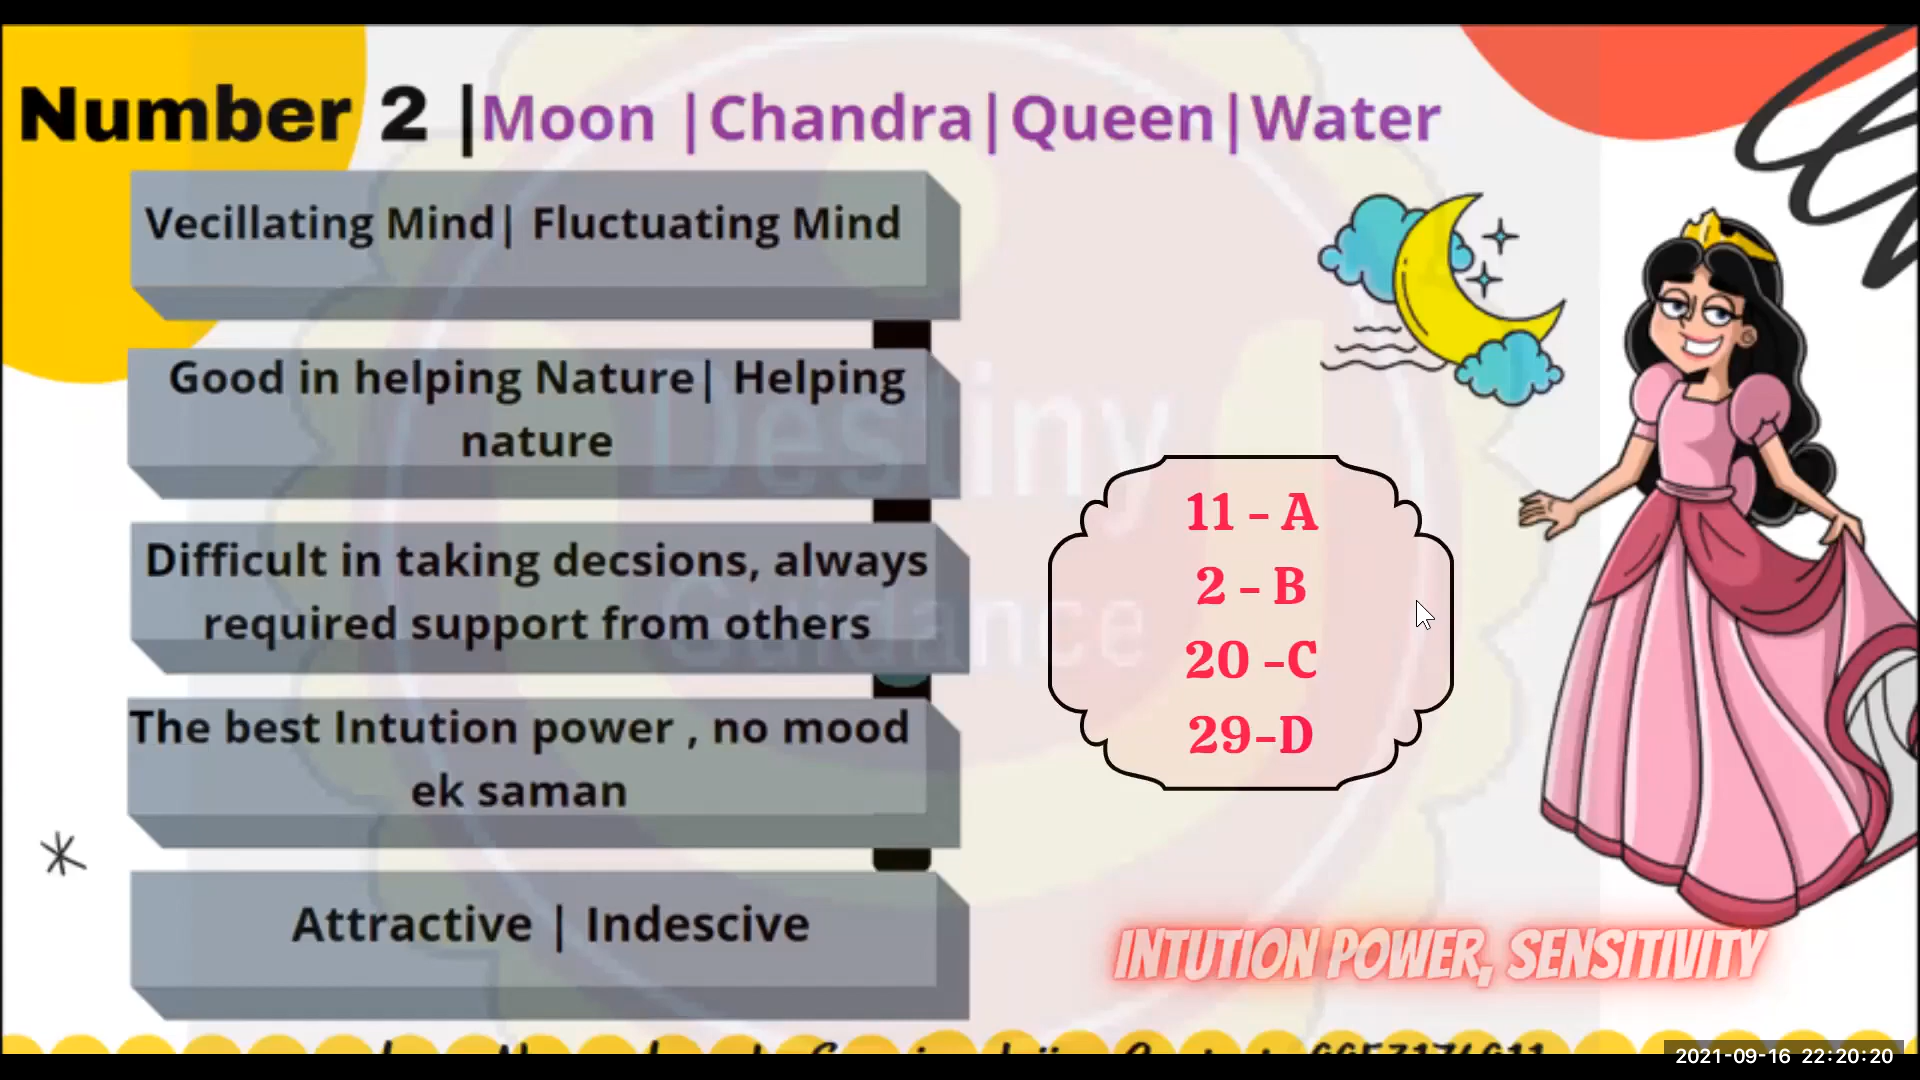 Number 2 |Moon |Chandra|Queen|Water
Vecillating Mind| Fluctuating Mind
Good in helping Nature| Helping
nature
Difficult in taking decsions, always
required support from others
The best Intution power , no mood
ek saman
Attractive | Indescive
11 - A
2 - B
20 -C
29-D
INTUTION POWER, SENSITIVITY
Destiny
Guidance
2021-09-16 22:20:20